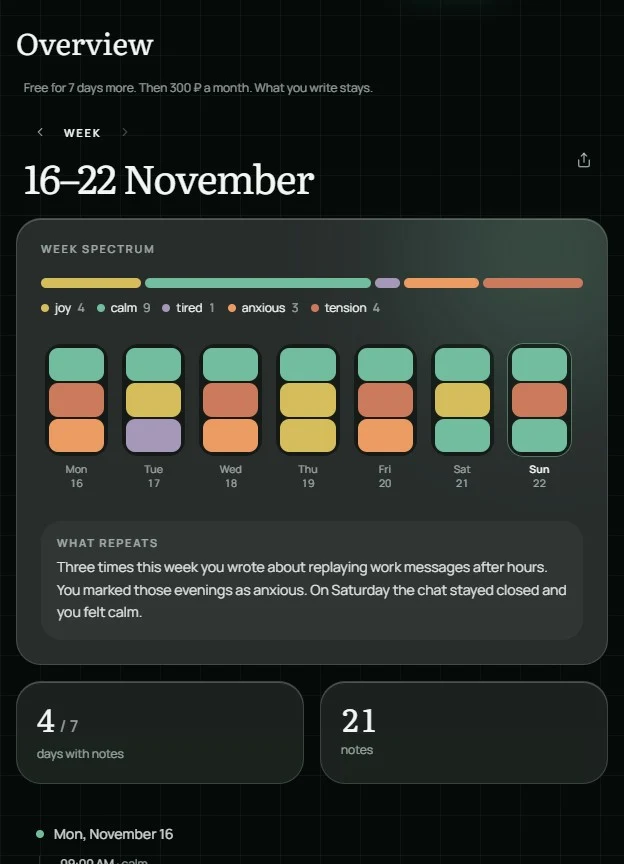 Overview
Free for 7 days more. Then 300 ₽ a month. What you write stays.
WEEK
16–22 November
WEEK SPECTRUM
joy 4 calm 9 tired 1 anxious 3 tension 4
Mon Tue Wed Thu Fri Sat Sun
16 17 18 19 20 21 22
WHAT REPEATS
Three times this week you wrote about replaying work messages after hours.
You marked those evenings as anxious. On Saturday the chat stayed closed and
you felt calm.
4 / 7
days with notes
21
notes
Mon, November 16
09:00 AM · calm